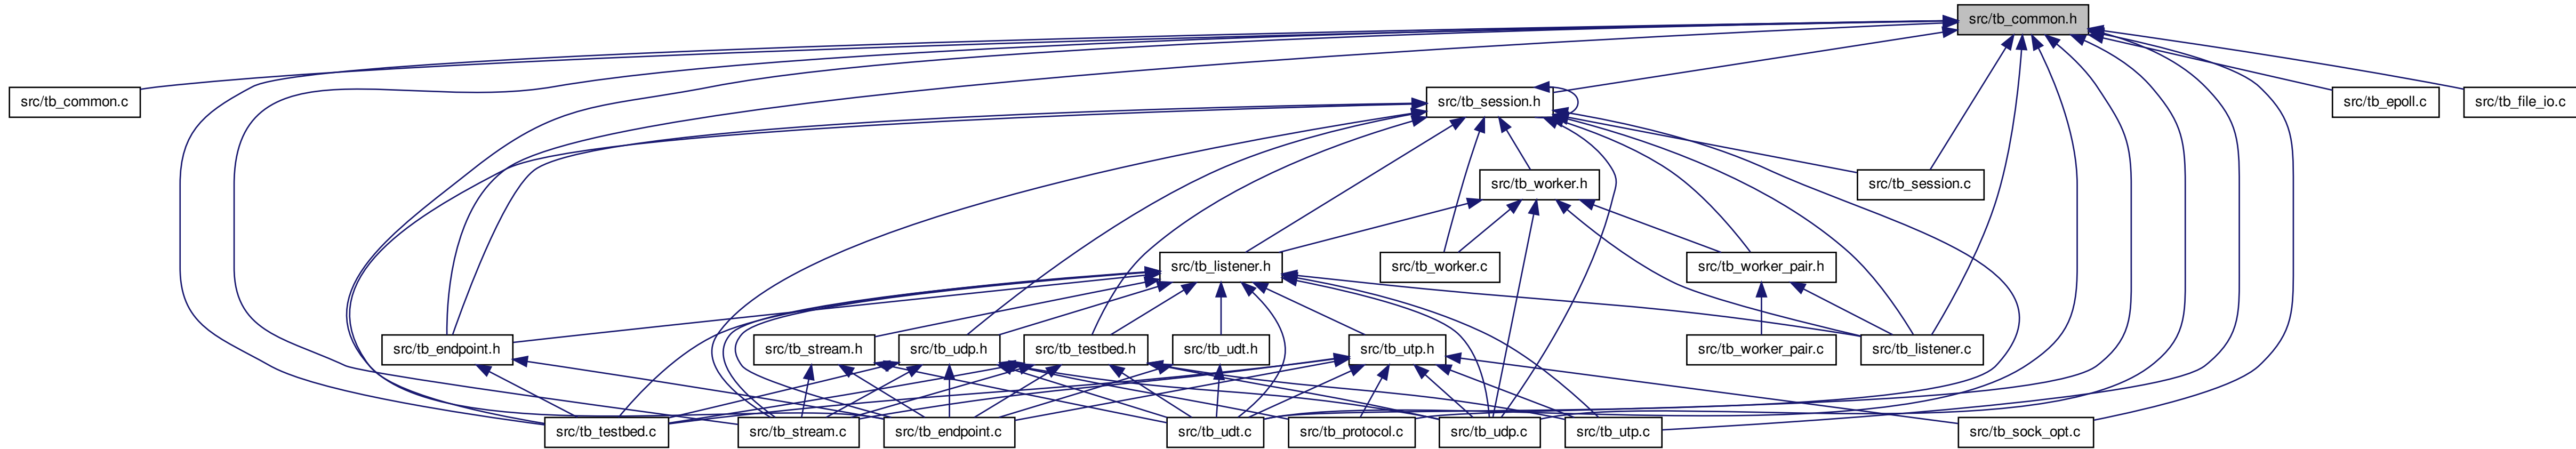 src/tb_common.h
src/tb_common.c
src/tb_session.h
src/tb_epoll.c
src/tb_file_io.c
src/tb_worker.h
src/tb_session.c
src/tb_listener.h
src/tb_worker.c
src/tb_worker_pair.h
src/tb_endpoint.h
src/tb_stream.h
src/tb_udp.h
src/tb_testbed.h
src/tb_udt.h
src/tb_utp.h
src/tb_worker_pair.c
src/tb_listener.c
src/tb_testbed.c
src/tb_stream.c
src/tb_endpoint.c
src/tb_udt.c
src/tb_protocol.c
src/tb_udp.c
src/tb_utp.c
src/tb_sock_opt.c